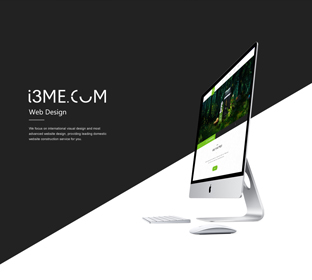 i3ME.COM
Web Design
We focus on international visual design and most
advanced website design, providing leading domestic
website construction service for you.